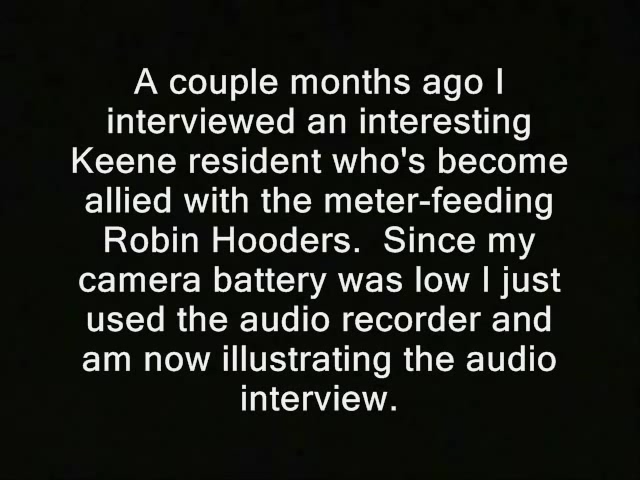 A couple months ago I
interviewed an interesting
Keene resident who's become
allied with the meter-feeding
Robin Hooders.  Since my
camera battery was low I just
used the audio recorder and
am now illustrating the audio
interview.